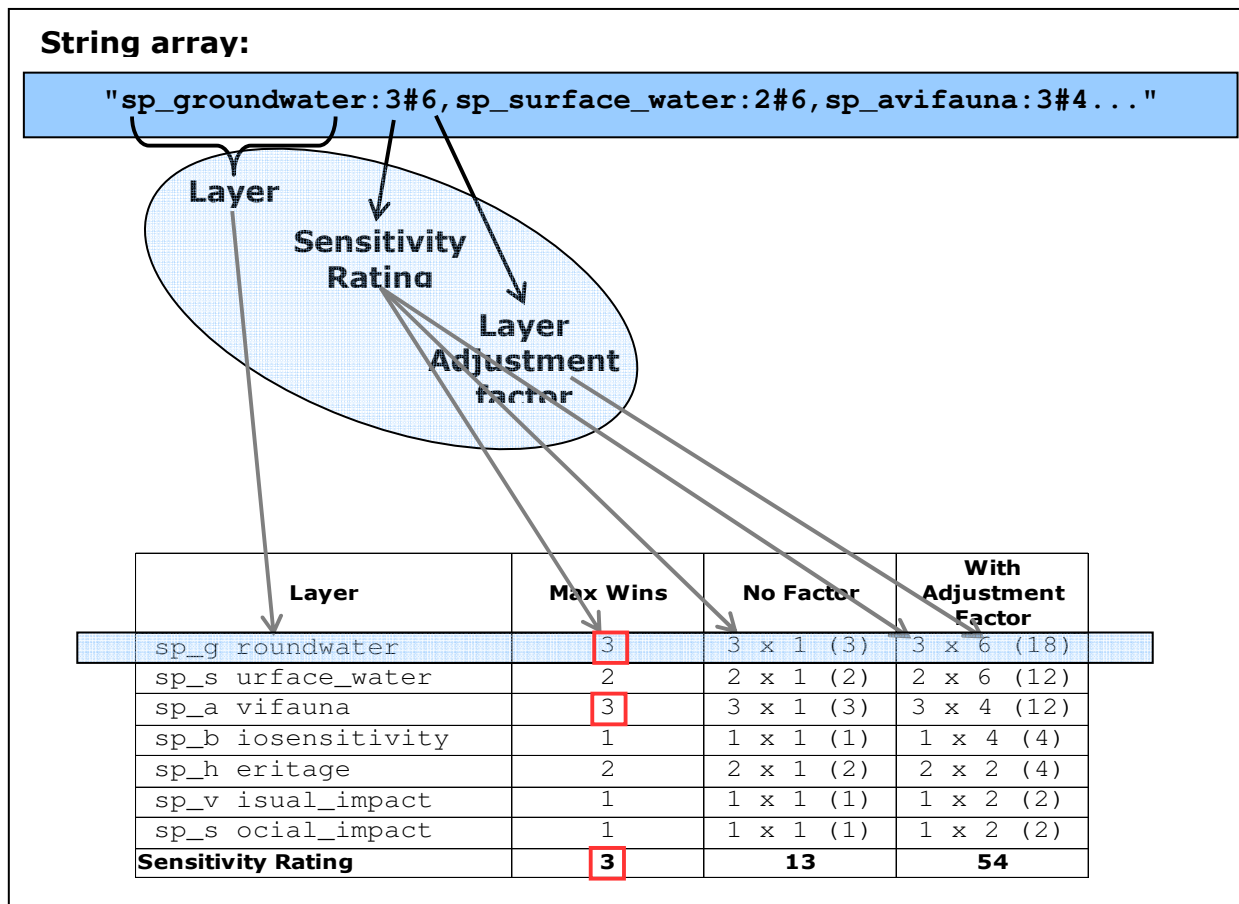 String array:
"sp_groundwater:3#6,sp_surface_water:2#6,sp_avifauna:3#4..."
Layer
Sensitivity
Rating
Layer
Adjustment
factor
Layer Max Wins No Factor With Adjustment Factor
sp_g roundwater 3 3 x 1 (3) 3 x 6 (18)
sp_s urface_water 2 2 x 1 (2) 2 x 6 (12)
sp_a vifauna 3 3 x 1 (3) 3 x 4 (12)
sp_b iosensitivity 1 1 x 1 (1) 1 x 4 (4)
sp_h eritage 2 2 x 1 (2) 2 x 2 (4)
sp_v isual_impact 1 1 x 1 (1) 1 x 2 (2)
sp_s ocial_impact 1 1 x 1 (1) 1 x 2 (2)
Sensitivity Rating 3 13 54